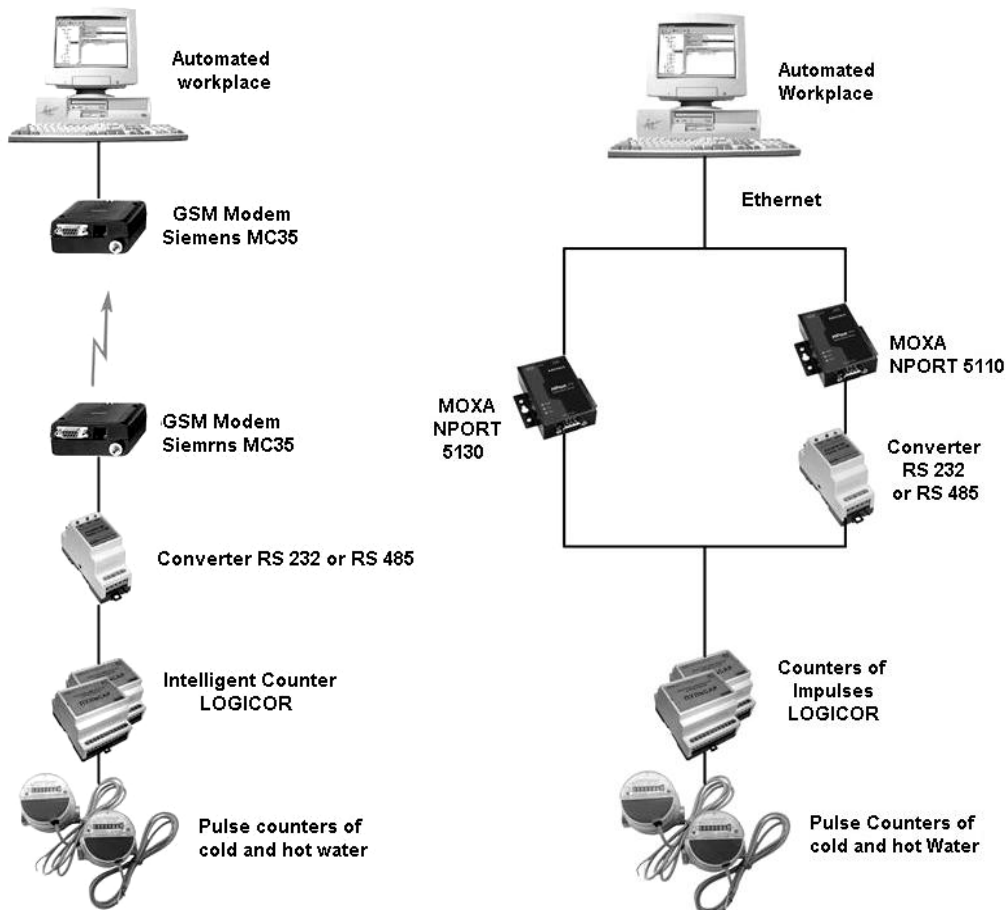 Automated
workplace
GSM Modem
Siemens MC35
GSM Modem
Siemrns MC35
Converter RS 232 or RS 485
Intelligent Counter
LOGICOR
Pulse counters of
cold and hot water
Automated
Workplace
Ethernet
MOXA
NPORT 5110
MOXA
NPORT
5130
Converter
RS 232
or RS 485
Counters of
Impulses
LOGICOR
Pulse Counters of
cold and hot Water